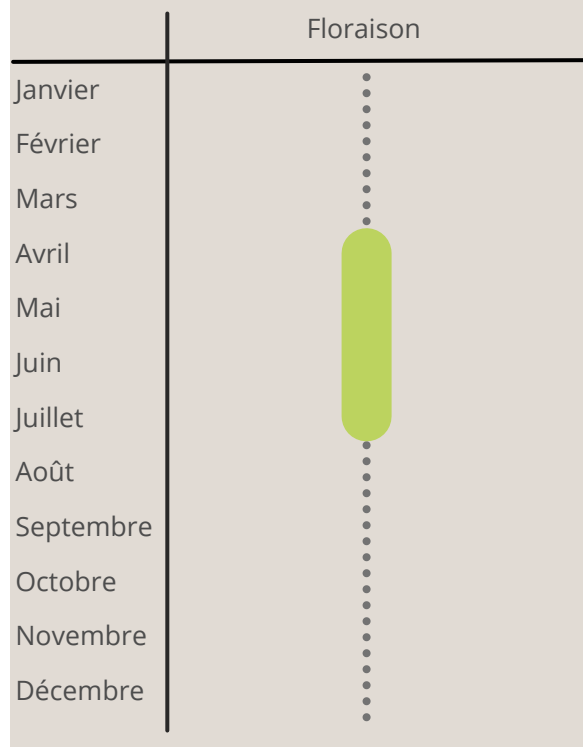 Floraison
Janvier
Février
Mars
Avril
Mai
Juin
Juillet
Août
Septembre
Octobre
Novembre
Décembre